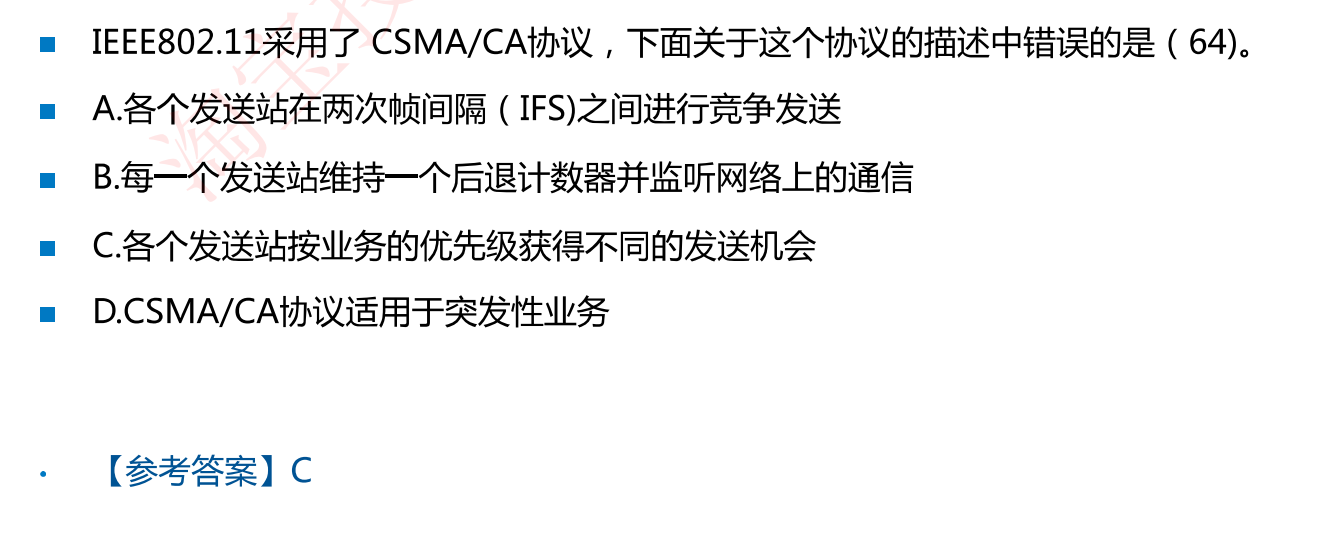 淘宝
IEEE802.11采用了 CSMA/CA协议，下面关于这个协议的描述中错误的是（64)。
A.各个发送站在两次帧间隔（IFS)之间进行竞争发送
B.每一个发送站维持一个后退计数器并监听网络上的通信
C.各个发送站按业务的优先级获得不同的发送机会
D.CSMA/CA协议适用于突发性业务
【参考答案】C